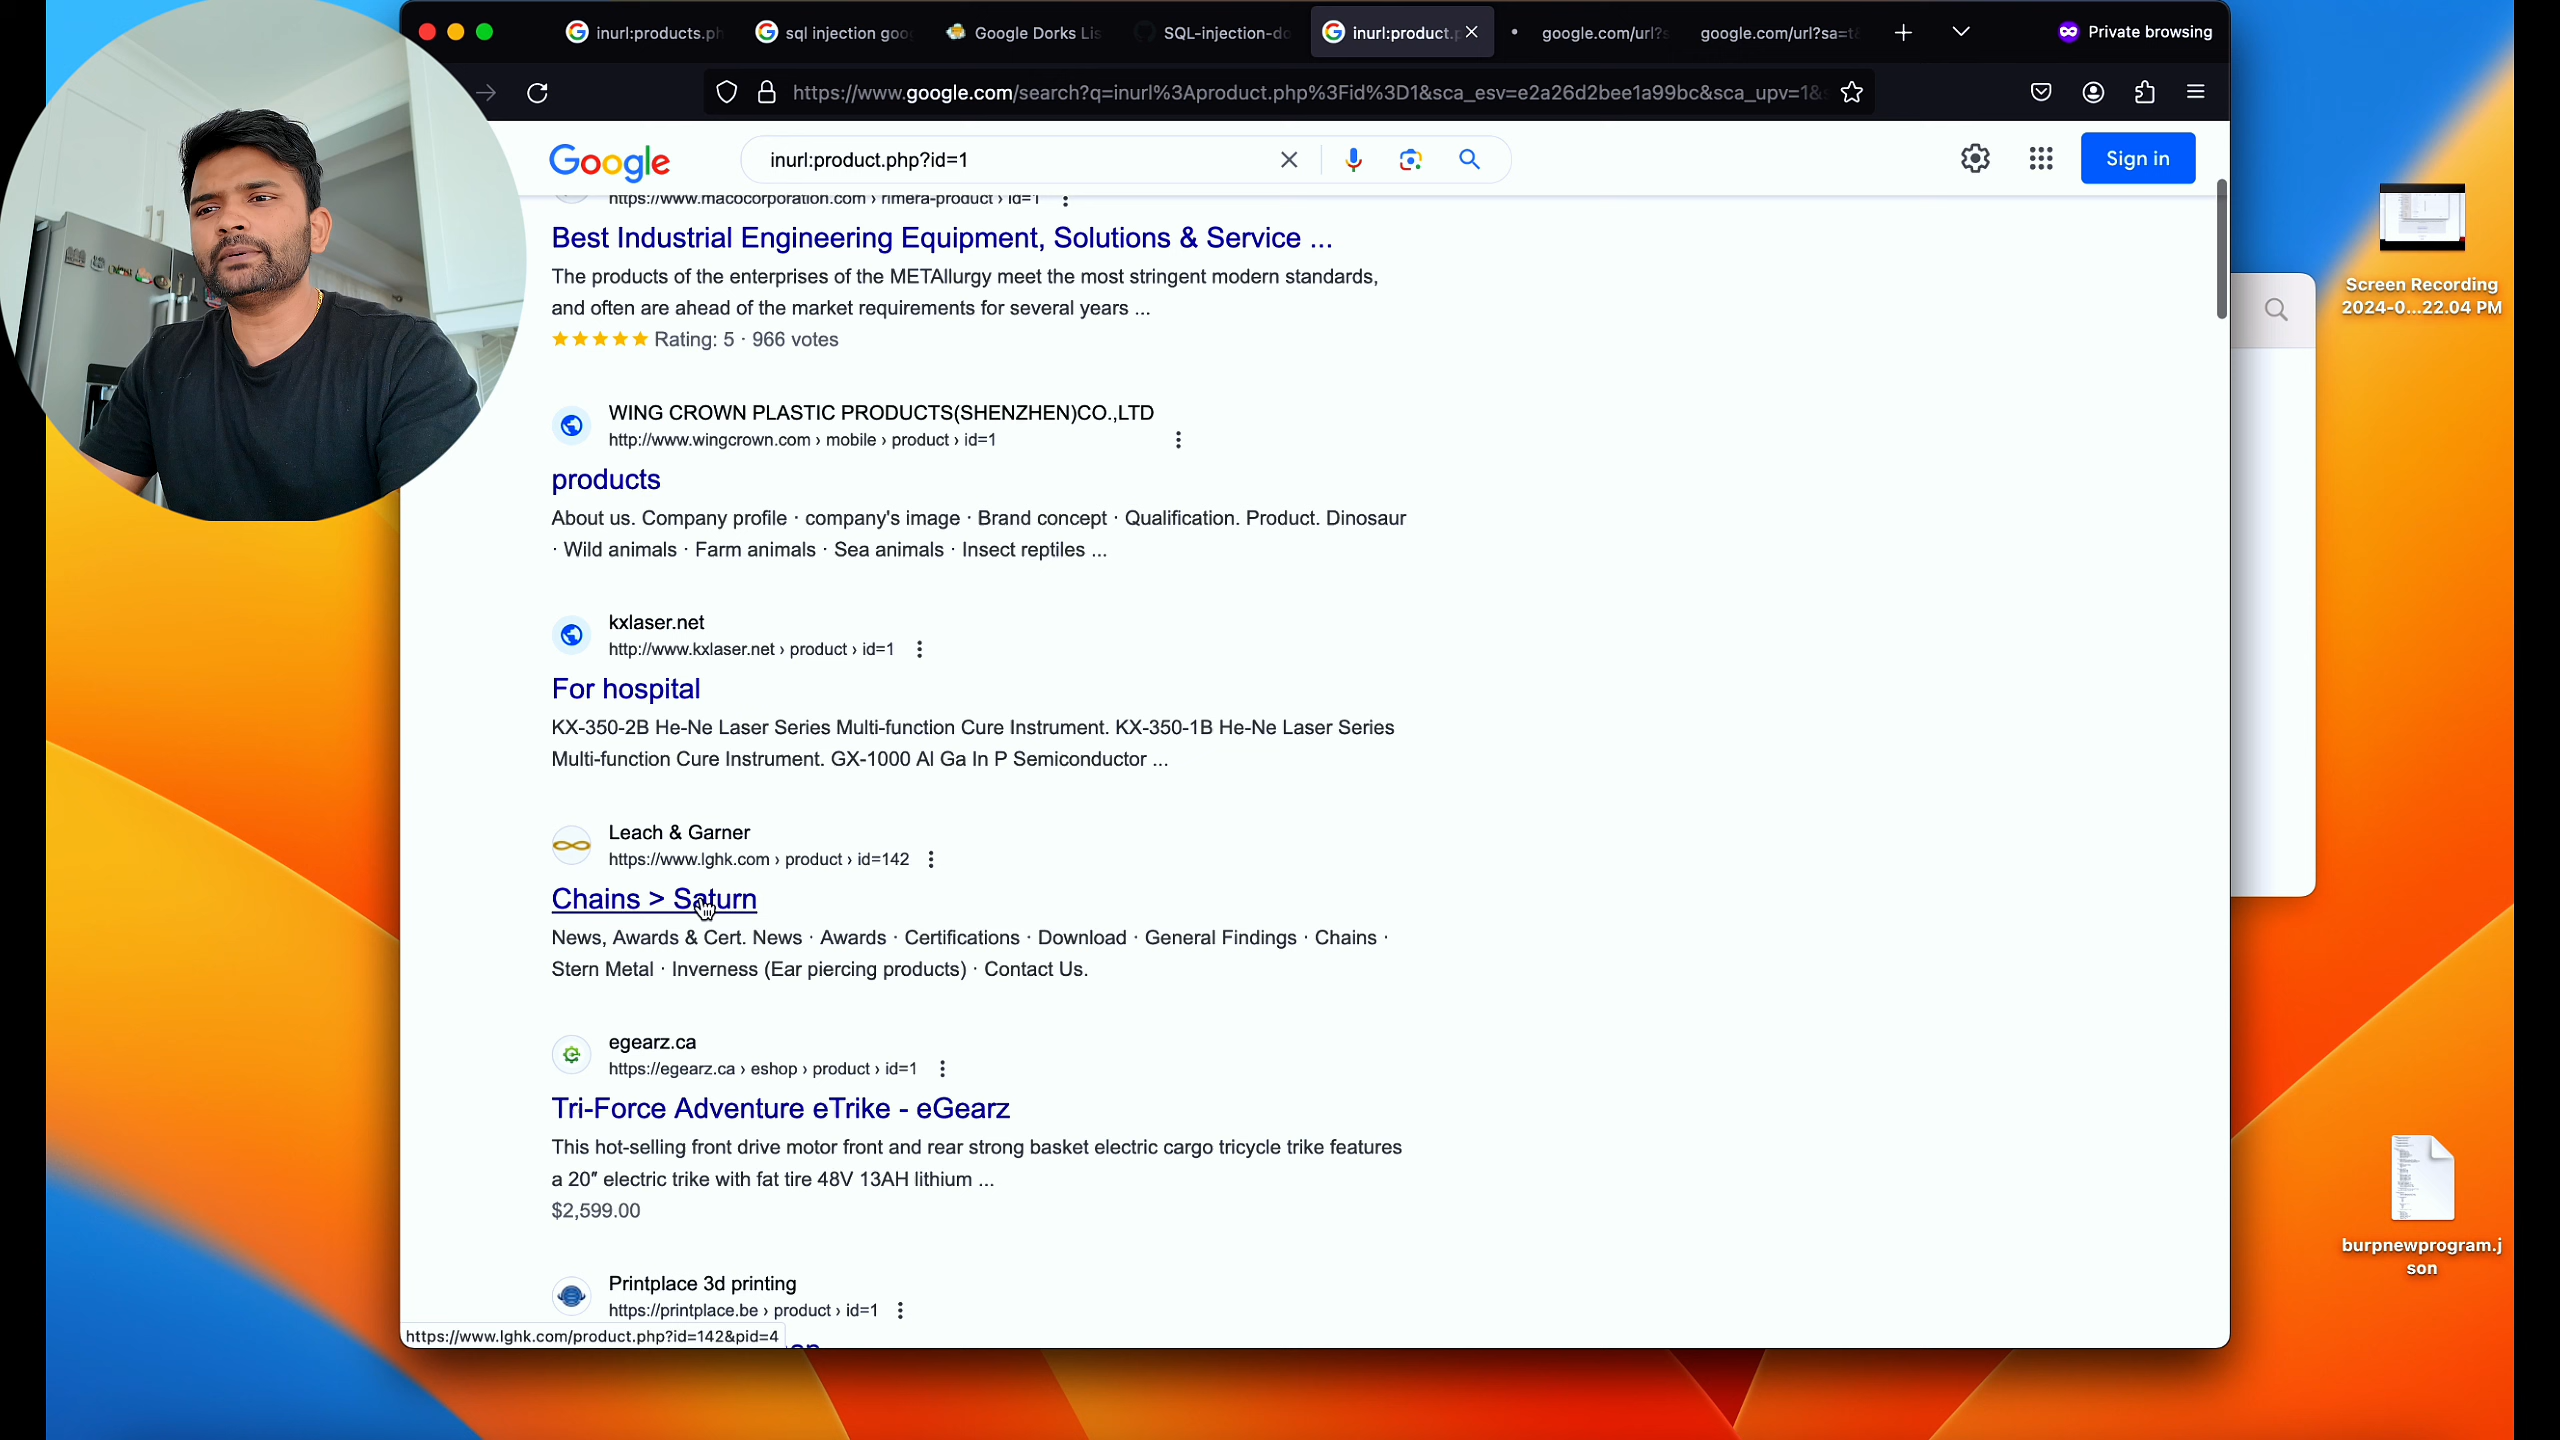 inurl:products.ph
sql injection goog
Google Dorks Lis
SQL-injection-do
inurl:product.p
google.com/url?s
google.com/url?sa=t&
Private browsing
https://www.google.com/search?q=inurl%3Aproduct.php%3Fid%3D1&sca_esv=e2a26d2bee1a99bc&sca_upv=1&
Google
inurl:product.php?id=1
Sign in
https://www.macocorporation.com › rimera-product › id=1
Best Industrial Engineering Equipment, Solutions & Service ...
The products of the enterprises of the METAllurgy meet the most stringent modern standards,
and often are ahead of the market requirements for several years ...
Rating: 5 · 966 votes
WING CROWN PLASTIC PRODUCTS(SHENZHEN)CO.,LTD
http://www.wingcrown.com › mobile › product › id=1
products
About us. Company profile · company's image · Brand concept · Qualification. Product. Dinosaur
· Wild animals · Farm animals · Sea animals · Insect reptiles ...
kxlaser.net
http://www.kxlaser.net › product › id=1
For hospital
KX-350-2B He-Ne Laser Series Multi-function Cure Instrument. KX-350-1B He-Ne Laser Series
Multi-function Cure Instrument. GX-1000 Al Ga In P Semiconductor ...
Leach & Garner
https://www.lghk.com › product › id=142
Chains > Saturn
News, Awards & Cert. News · Awards · Certifications · Download · General Findings · Chains ·
Stern Metal · Inverness (Ear piercing products) · Contact Us.
egearz.ca
https://egearz.ca › eshop › product › id=1
Tri-Force Adventure eTrike - eGearz
This hot-selling front drive motor front and rear strong basket electric cargo tricycle trike features
a 20″ electric trike with fat tire 48V 13AH lithium ...
$2,599.00
Printplace 3d printing
https://printplace.be › product › id=1
https://www.lghk.com/product.php?id=142&pid=4
Screen Recording
2024-0...22.04 PM
burpnewprogram.j
son